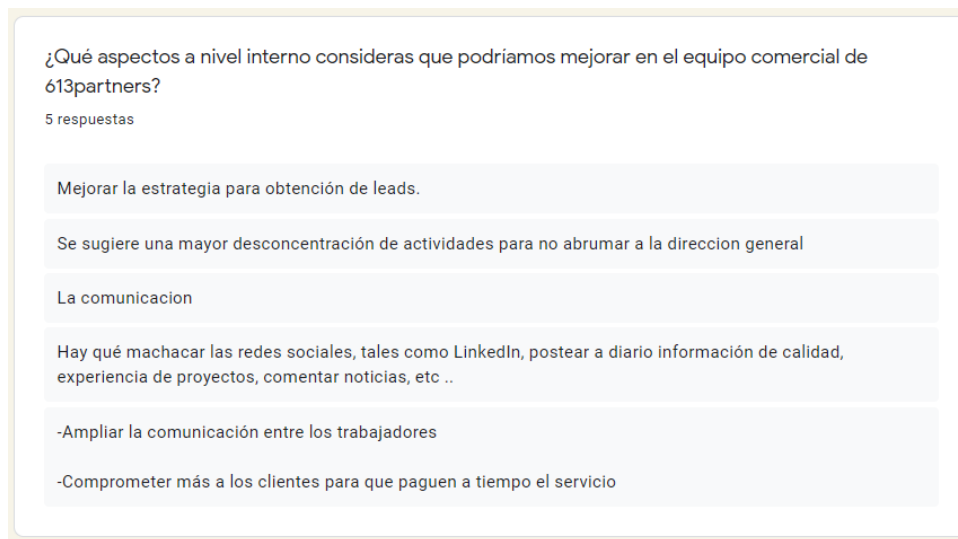 ¿Qué aspectos a nivel interno consideras que podríamos mejorar en el equipo comercial de
613partners?
5 respuestas
Mejorar la estrategia para obtención de leads.
Se sugiere una mayor desconcentración de actividades para no abrumar a la direccion general
La comunicacion
Hay qué machacar las redes sociales, tales como LinkedIn, postear a diario información de calidad,
experiencia de proyectos, comentar noticias, etc ..
-Ampliar la comunicación entre los trabajadores
-Comprometer más a los clientes para que paguen a tiempo el servicio